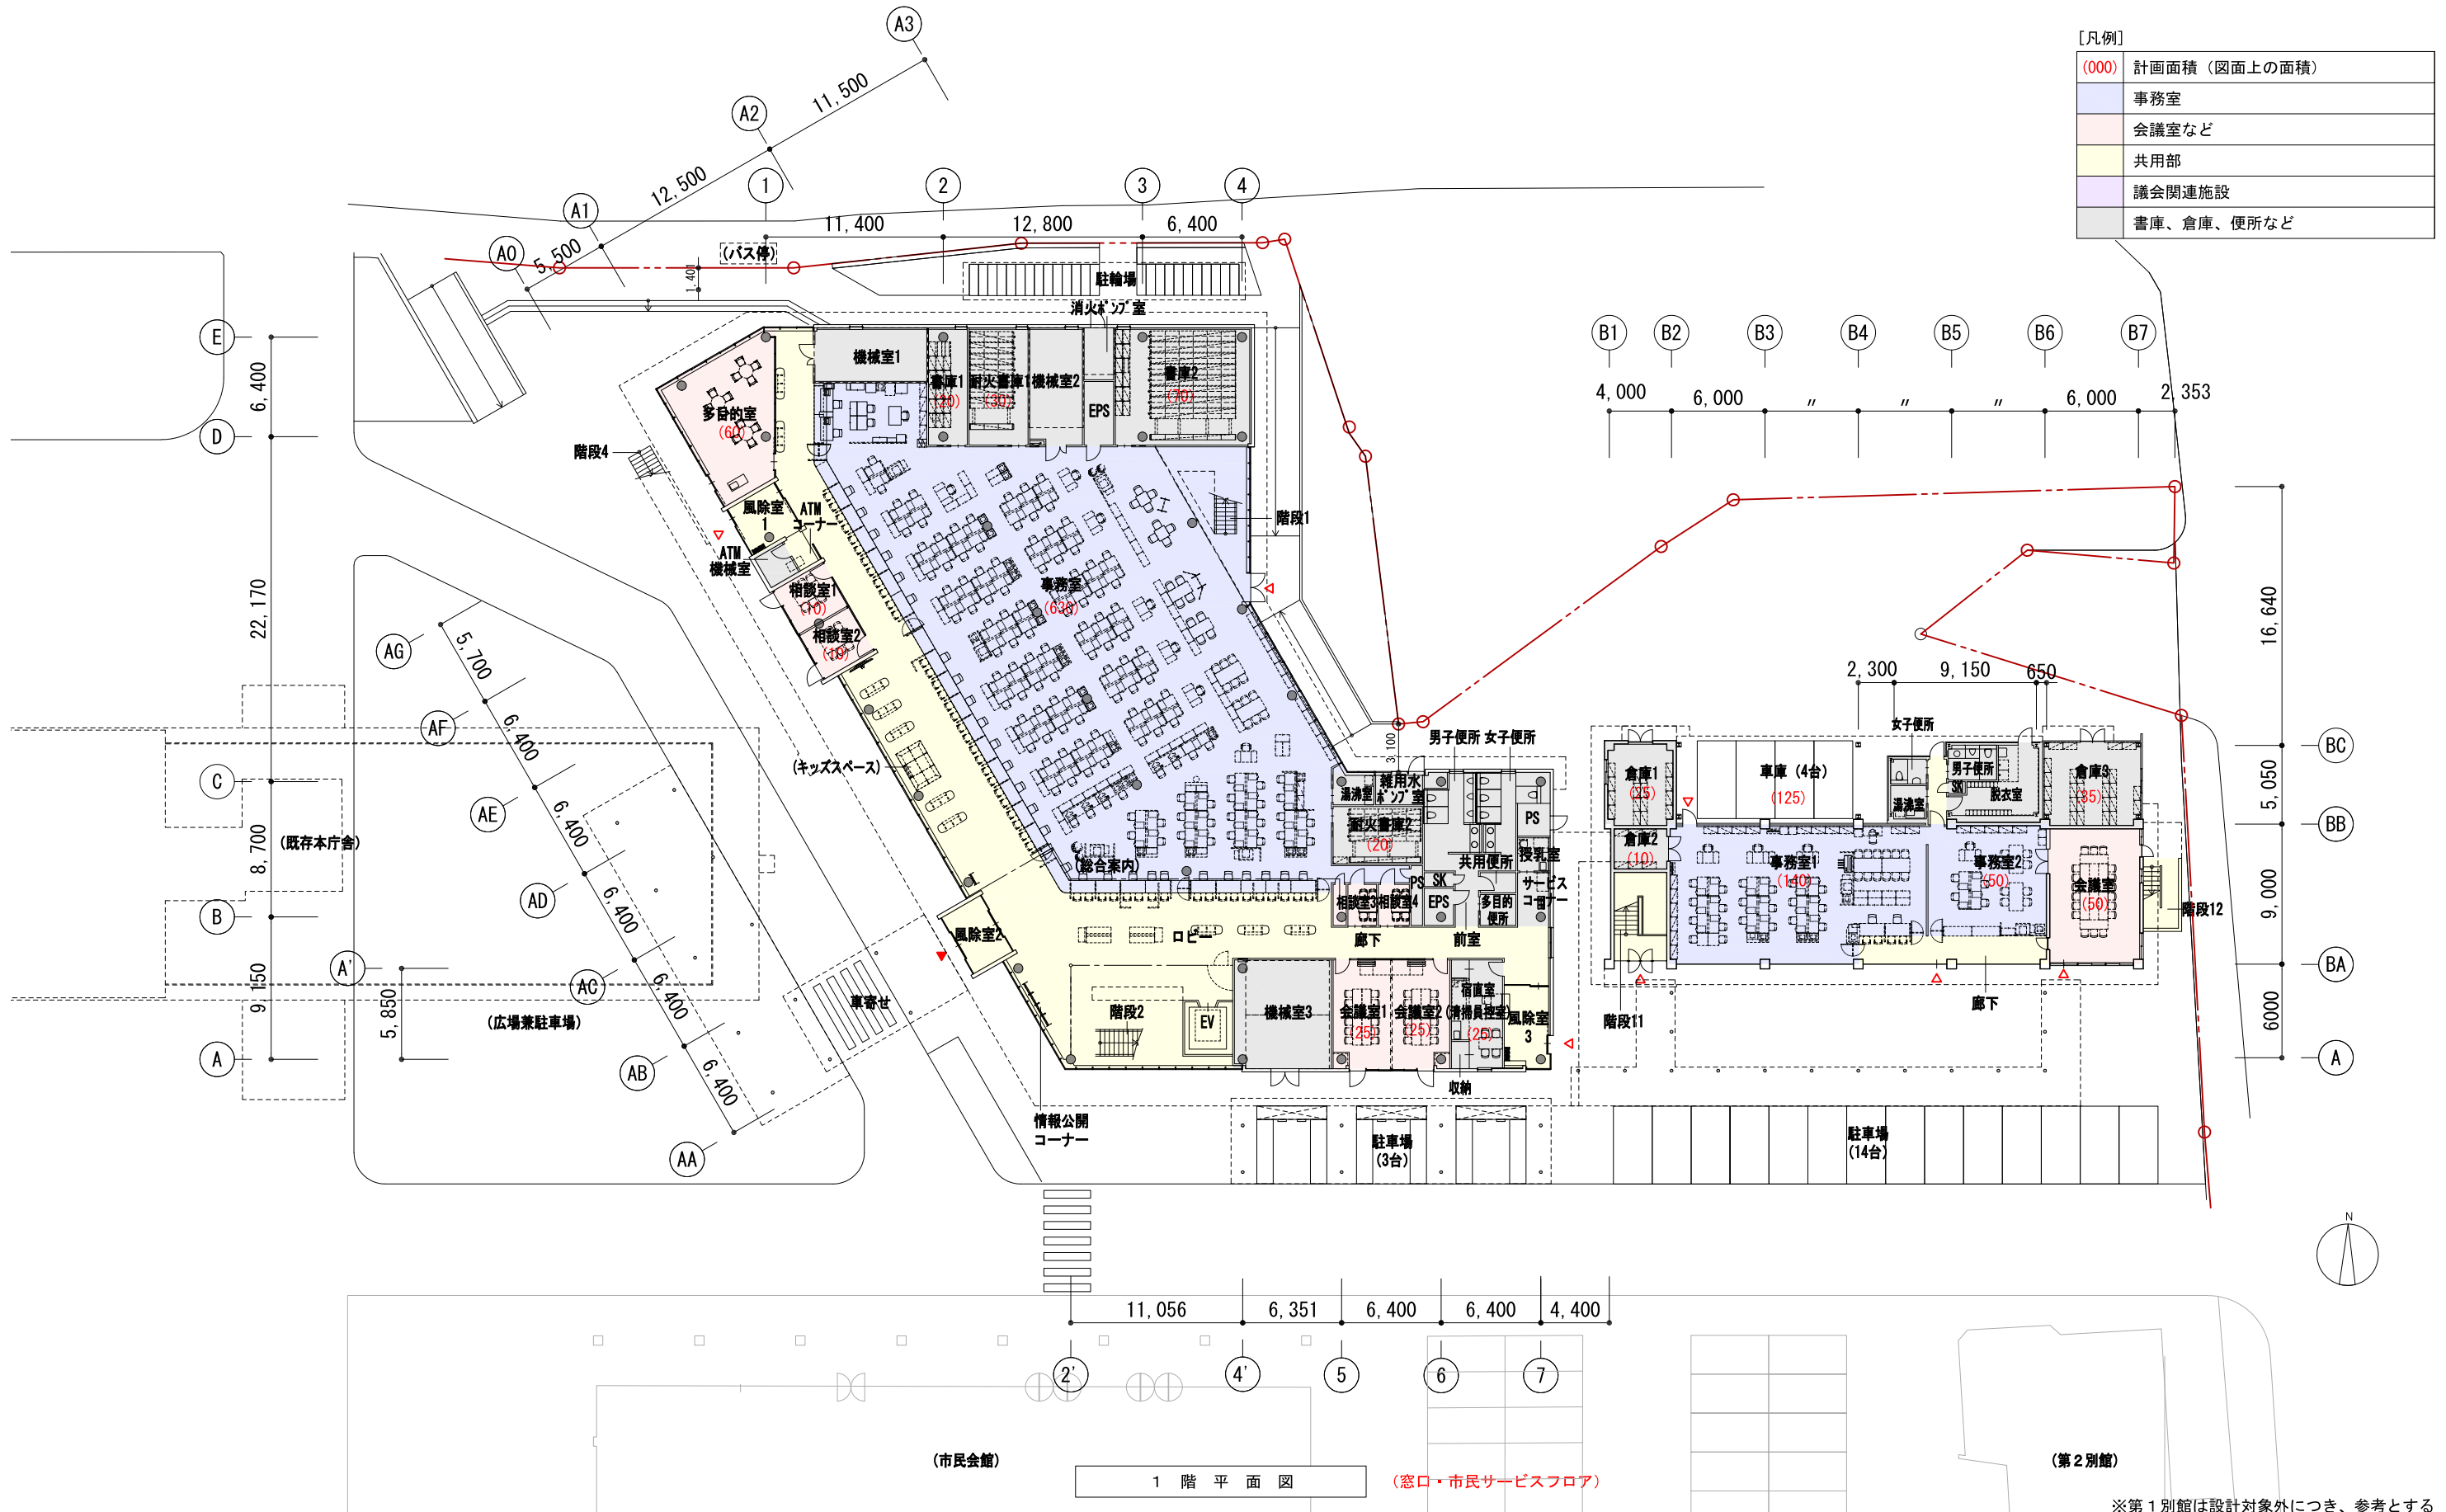 [凡例]
(000) 計画面積（図面上の面積）
事務室
会議室など
共用部
議会関連施設
書庫、倉庫、便所など
A3
A2
A1
A0
11,500
12,500
5,500
1
2
3
4
11,400
12,800
6,400
(バス停)
1,401
駐輪場
消火ﾎﾟﾝﾌﾟ室
E
D
C
B
A'
A
6,400
22,170
8,700
9,150
5,850
B1
B2
B3
B4
B5
B6
B7
4,000
6,000
〃
〃
〃
6,000
2,353
機械室1
書庫1
(20)
耐火書庫1
(30)
機械室2
EPS
書庫2
(70)
多目的室
(60)
階段4
風除室
1
ATM
コーナー
ATM
機械室
階段1
相談室1
(10)
相談室2
(10)
事務室
(630)
AG
AF
AE
AD
AC
AB
AA
5,700
6,400
6,400
6,400
6,400
6,400
(キッズスペース)
(既存本庁舎)
(広場兼駐車場)
3,100
男子便所
女子便所
湯沸室
雑用水
ﾎﾟﾝﾌﾟ室
耐火書庫2
(20)
PS
授乳室
共用便所
サービス
コーナー
PS
SK
EPS
相談室3
相談室4
多目的
便所
(総合案内)
風除室2
ロビー
廊下
前室
車寄せ
階段2
EV
機械室3
会議室1
(25)
会議室2
(25)
宿直室
(清掃員控室)
(25)
風除室
3
収納
情報公開
コーナー
駐車場
(3台)
2,300
9,150
650
女子便所
倉庫1
(25)
車庫（4台）
(125)
男子便所
SK
脱衣室
湯沸室
倉庫3
(35)
倉庫2
(10)
事務室1
(140)
事務室2
(50)
会議室
(50)
階段12
階段11
廊下
駐車場
(14台)
16,640
5,050
9,000
6000
BC
BB
BA
A
N
11,056
6,351
6,400
6,400
4,400
2'
4'
5
6
7
(市民会館)
1 階 平 面 図
(窓口・市民サービスフロア)
(第２別館)
※第１別館は設計対象外につき、参考とする